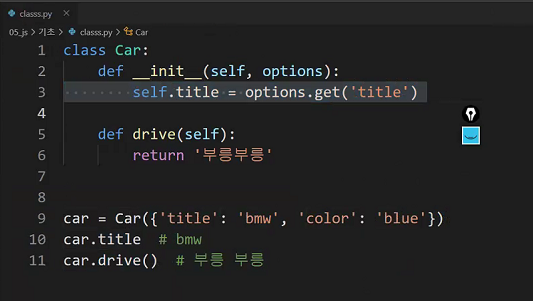 classs.py ×
05_js > 기초 > classs.py > Car
1 class Car:
2     def __init__(self, options):
3         self.title = options.get('title')
4
5     def drive(self):
6         return '부릉부릉'
7
8
9 car = Car({'title': 'bmw', 'color': 'blue'})
10 car.title  # bmw
11 car.drive()  # 부릉 부릉